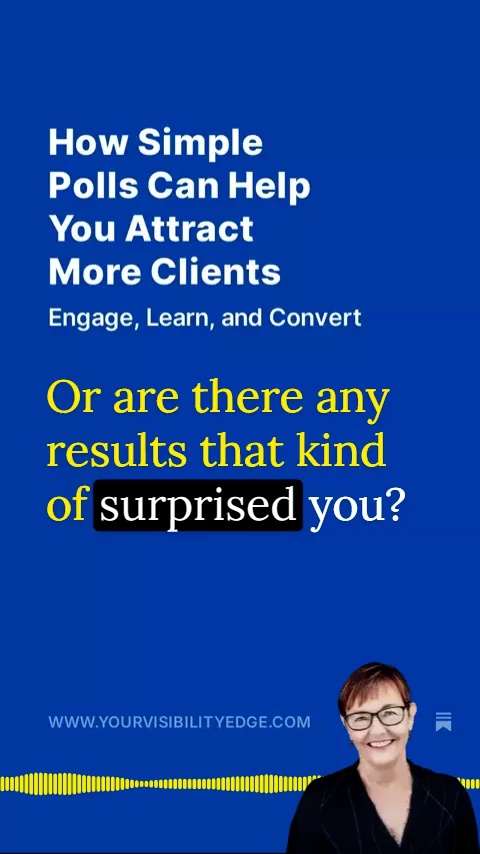 How Simple
Polls Can Help
You Attract
More Clients
Engage, Learn, and Convert
Or are there any
results that kind
of surprised you?
WWW.YOURVISIBILITYEDGE.COM